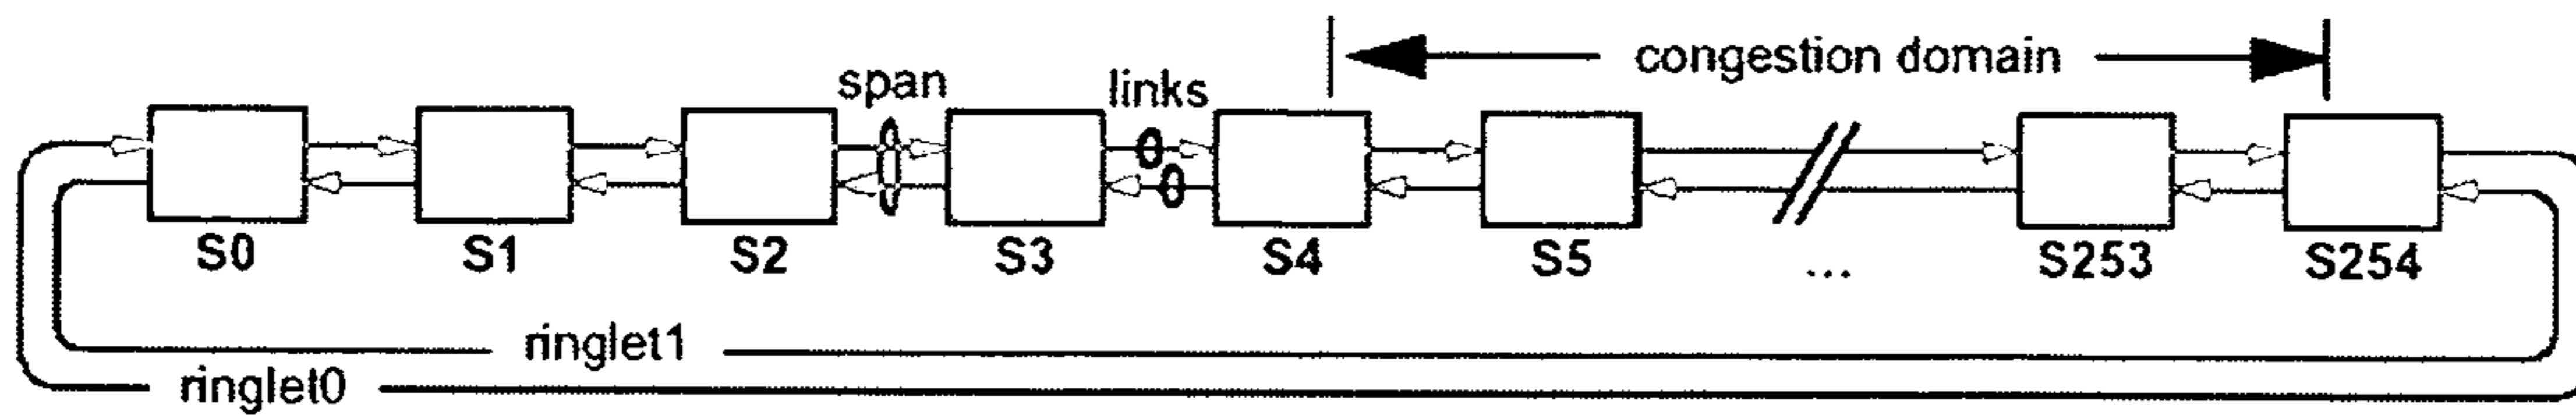 congestion domain
span
links
S0
S1
S2
S3
S4
S5
...
S253
S254
ringlet1
ringlet0